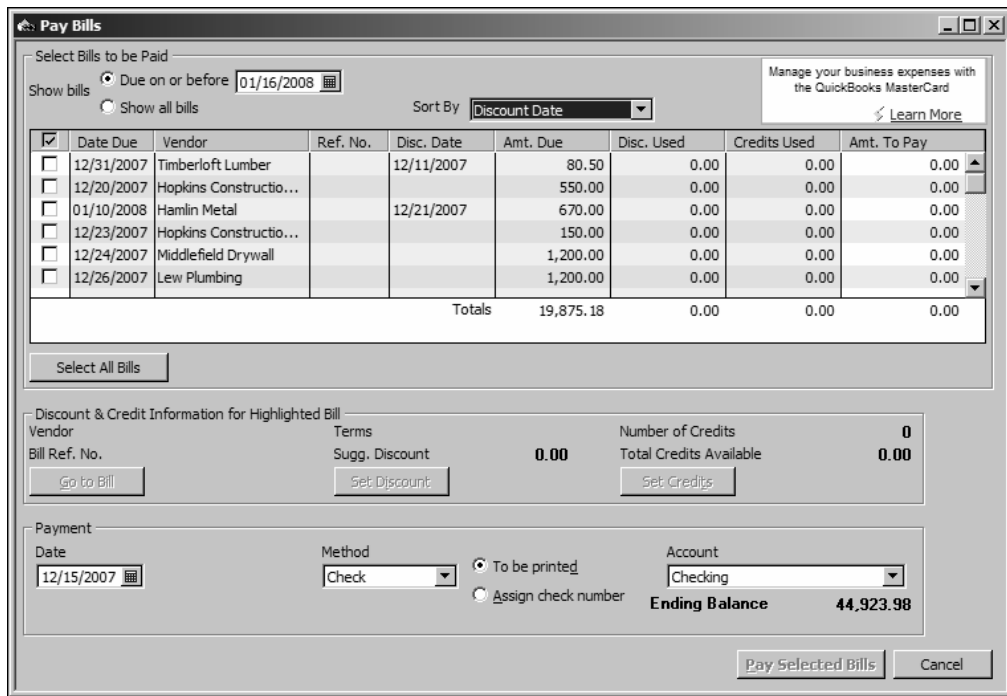 Pay Bills
Select Bills to be Paid
Show bills
Due on or before 01/16/2008
Show all bills
Sort By Discount Date
Manage your business expenses with
the QuickBooks MasterCard
Learn More
Date Due Vendor Ref. No. Disc. Date Amt. Due Disc. Used Credits Used Amt. To Pay
12/31/2007 Timberloft Lumber 12/11/2007 80.50 0.00 0.00 0.00
12/20/2007 Hopkins Constructio... 550.00 0.00 0.00 0.00
01/10/2008 Hamlin Metal 12/21/2007 670.00 0.00 0.00 0.00
12/23/2007 Hopkins Constructio... 150.00 0.00 0.00 0.00
12/24/2007 Middlefield Drywall 1,200.00 0.00 0.00 0.00
12/26/2007 Lew Plumbing 1,200.00 0.00 0.00 0.00
Totals 19,875.18 0.00 0.00 0.00
Select All Bills
Discount & Credit Information for Highlighted Bill
Vendor Terms Number of Credits 0
Bill Ref. No. Sugg. Discount 0.00 Total Credits Available 0.00
Go to Bill Set Discount Set Credits
Payment
Date Method Account
12/15/2007 Check To be printed Checking
Assign check number Ending Balance 44,923.98
Pay Selected Bills Cancel